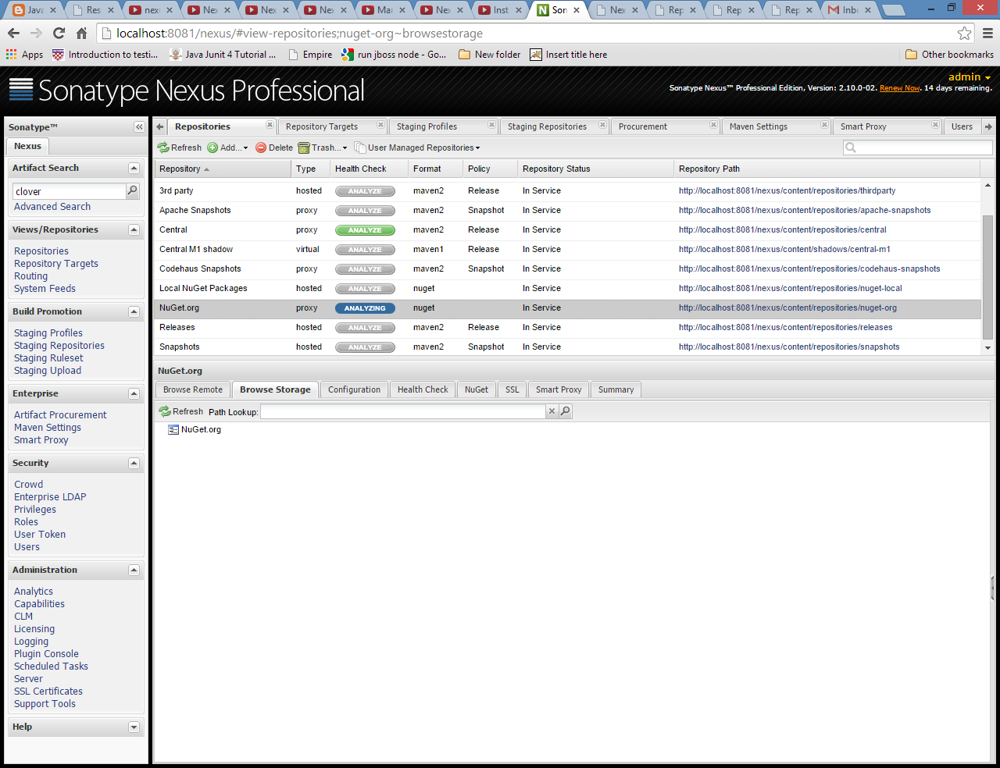 Java Res nexu Nex Nex Nex Mar Nex Inst Son Nex Rep Rep Rep Inbo
localhost:8081/nexus/#view-repositories;nuget-org~browsestorage
Apps Introduction to testi... Java Junit 4 Tutorial ... Empire run jboss node - Go... New folder Insert title here Other bookmarks
Sonatype Nexus Professional
admin
Sonatype Nexus™ Professional Edition, Version: 2.10.0-02. Renew Now. 14 days remaining.
Sonatype™
Nexus
Artifact Search
clover
Advanced Search
Views/Repositories
Repositories
Repository Targets
Routing
System Feeds
Build Promotion
Staging Profiles
Staging Repositories
Staging Ruleset
Staging Upload
Enterprise
Artifact Procurement
Maven Settings
Smart Proxy
Security
Crowd
Enterprise LDAP
Privileges
Roles
User Token
Users
Administration
Analytics
Capabilities
CLM
Licensing
Logging
Plugin Console
Scheduled Tasks
Server
SSL Certificates
Support Tools
Help
Repositories Repository Targets Staging Profiles Staging Repositories Procurement Maven Settings Smart Proxy Users
Refresh Add... Delete Trash... User Managed Repositories
Repository Type Health Check Format Policy Repository Status Repository Path
3rd party hosted ANALYZE maven2 Release In Service http://localhost:8081/nexus/content/repositories/thirdparty
Apache Snapshots proxy ANALYZE maven2 Snapshot In Service http://localhost:8081/nexus/content/repositories/apache-snapshots
Central proxy ANALYZE maven2 Release In Service http://localhost:8081/nexus/content/repositories/central
Central M1 shadow virtual ANALYZE maven1 Release In Service http://localhost:8081/nexus/content/shadows/central-m1
Codehaus Snapshots proxy ANALYZE maven2 Snapshot In Service http://localhost:8081/nexus/content/repositories/codehaus-snapshots
Local NuGet Packages hosted ANALYZE nuget In Service http://localhost:8081/nexus/content/repositories/nuget-local
NuGet.org proxy ANALYZING nuget In Service http://localhost:8081/nexus/content/repositories/nuget-org
Releases hosted ANALYZE maven2 Release In Service http://localhost:8081/nexus/content/repositories/releases
Snapshots hosted ANALYZE maven2 Snapshot In Service http://localhost:8081/nexus/content/repositories/snapshots
NuGet.org
Browse Remote Browse Storage Configuration Health Check NuGet SSL Smart Proxy Summary
Refresh Path Lookup:
NuGet.org